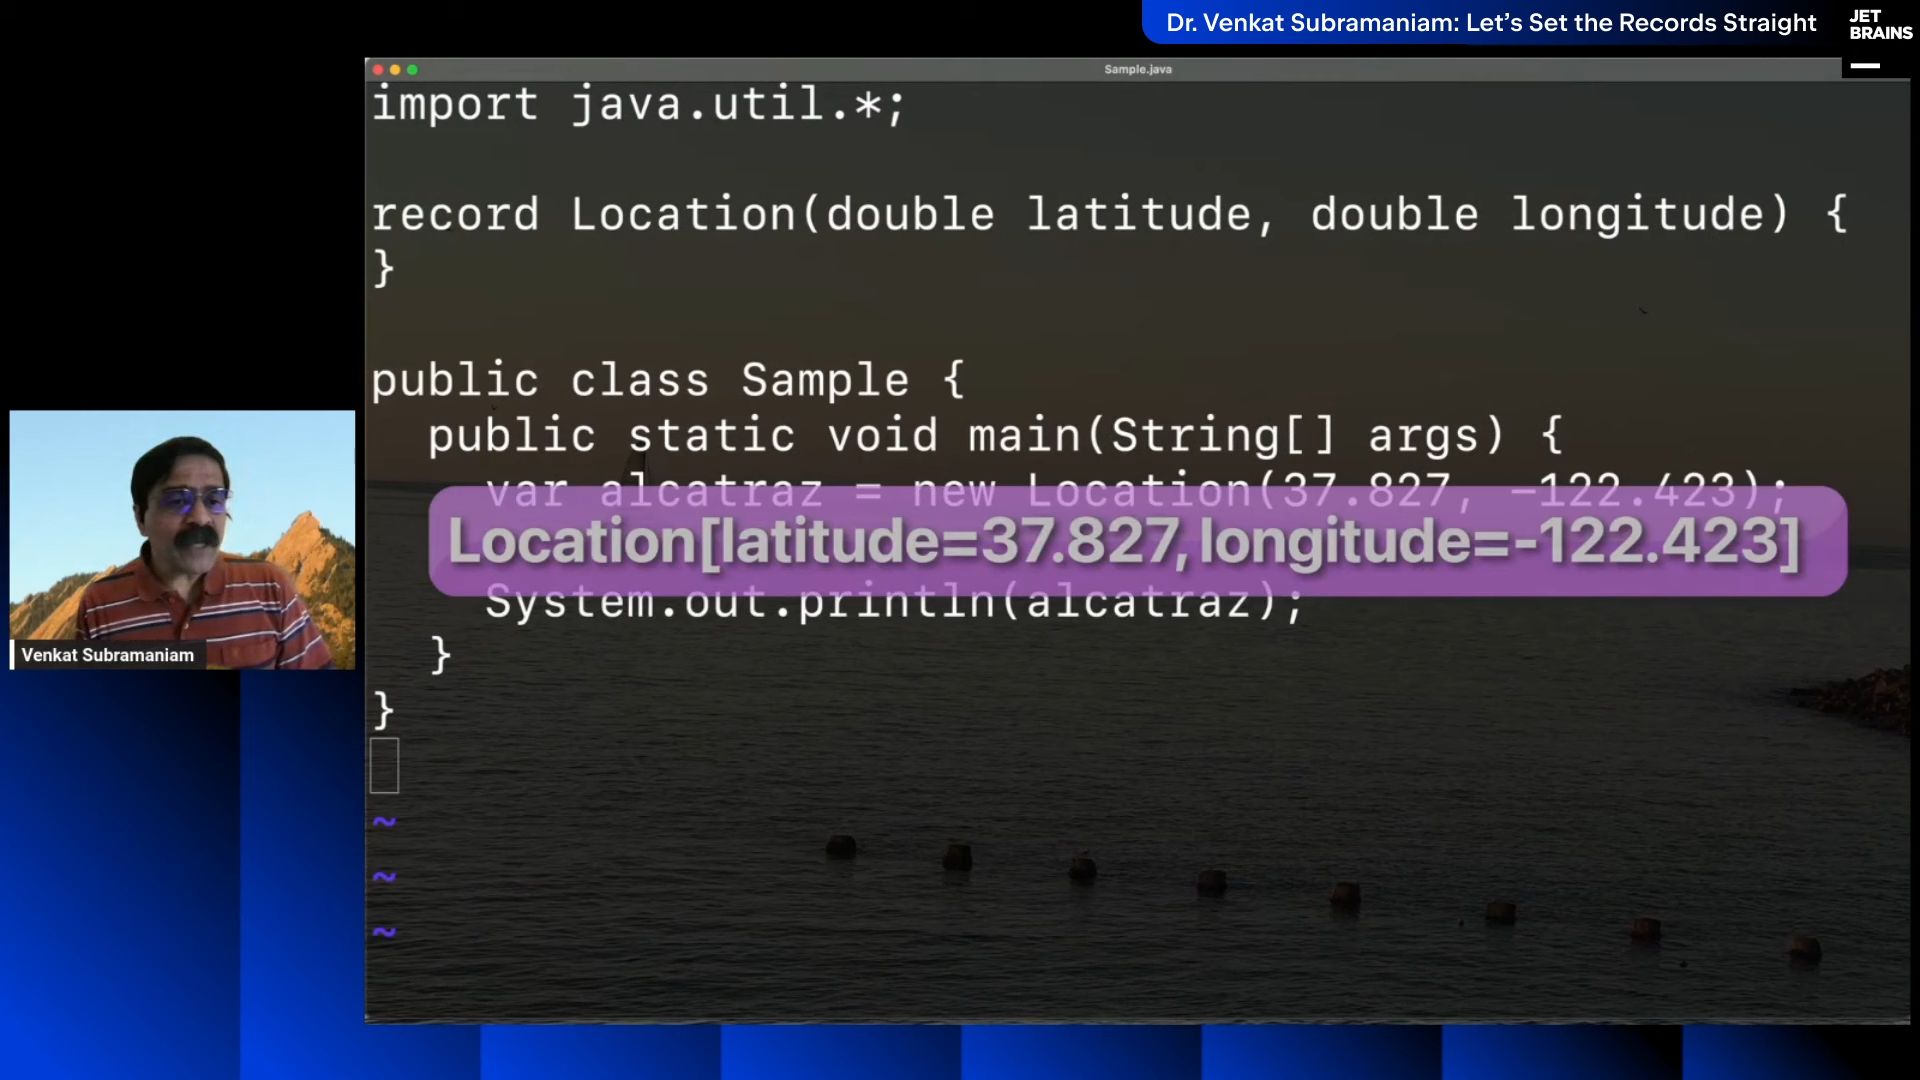 Dr. Venkat Subramaniam: Let’s Set the Records Straight
JET
BRAINS
Sample.java
import java.util.*;
record Location(double latitude, double longitude) {
}
public class Sample {
public static void main(String[] args) {
var alcatraz = new Location(37.827, -122.423);
Location[latitude=37.827, longitude=-122.423]
System.out.println(alcatraz);
}
}
~
~
~
Venkat Subramaniam